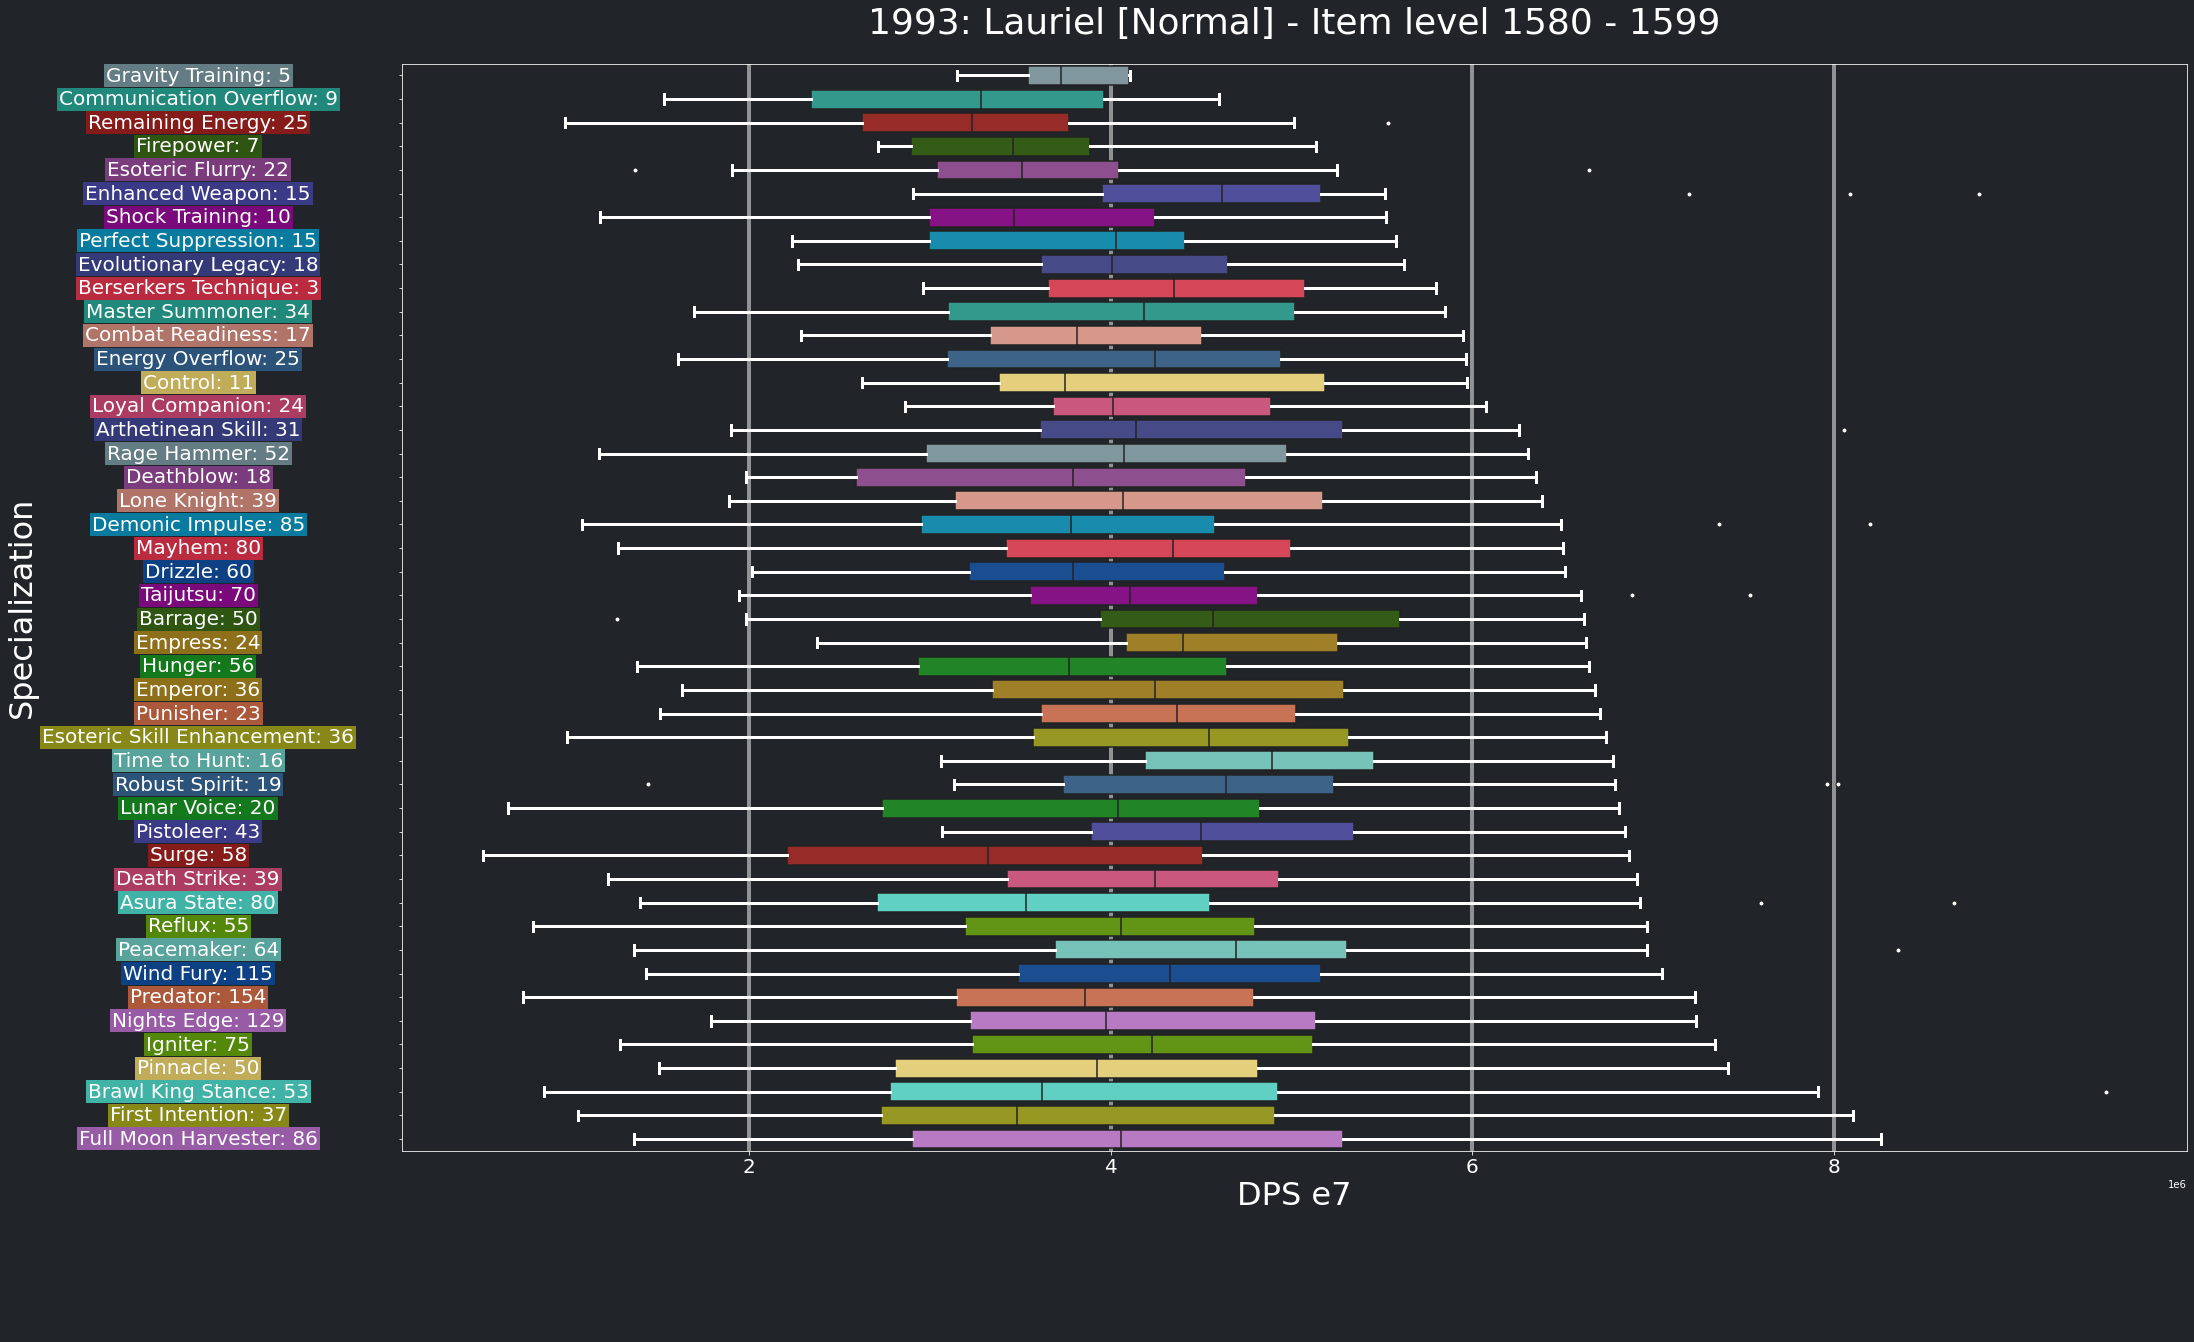 1993: Lauriel [Normal] - Item level 1580 - 1599
Gravity Training: 5
Communication Overflow: 9
Remaining Energy: 25
Firepower: 7
Esoteric Flurry: 22
Enhanced Weapon: 15
Shock Training: 10
Perfect Suppression: 15
Evolutionary Legacy: 18
Berserkers Technique: 3
Master Summoner: 34
Combat Readiness: 17
Energy Overflow: 25
Control: 11
Loyal Companion: 24
Arthetinean Skill: 31
Rage Hammer: 52
Deathblow: 18
Lone Knight: 39
Demonic Impulse: 85
Mayhem: 80
Drizzle: 60
Taijutsu: 70
Barrage: 50
Empress: 24
Hunger: 56
Emperor: 36
Punisher: 23
Esoteric Skill Enhancement: 36
Time to Hunt: 16
Robust Spirit: 19
Lunar Voice: 20
Pistoleer: 43
Surge: 58
Death Strike: 39
Asura State: 80
Reflux: 55
Peacemaker: 64
Wind Fury: 115
Predator: 154
Nights Edge: 129
Igniter: 75
Pinnacle: 50
Brawl King Stance: 53
First Intention: 37
Full Moon Harvester: 86
Specialization
2 4 6 8
1e6
DPS e7